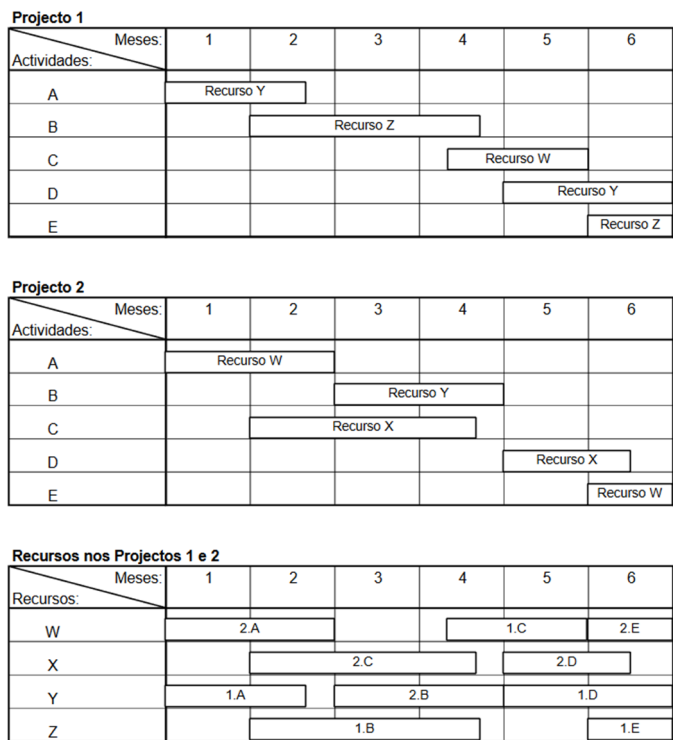 Projecto 1
Meses: 1 2 3 4 5 6
Actividades:
A Recurso Y
B Recurso Z
C Recurso W
D Recurso Y
E Recurso Z
Projecto 2
Meses: 1 2 3 4 5 6
Actividades:
A Recurso W
B Recurso Y
C Recurso X
D Recurso X
E Recurso W
Recursos nos Projectos 1 e 2
Meses: 1 2 3 4 5 6
Recursos:
W 2.A 1.C 2.E
X 2.C 2.D
Y 1.A 2.B 1.D
Z 1.B 1.E